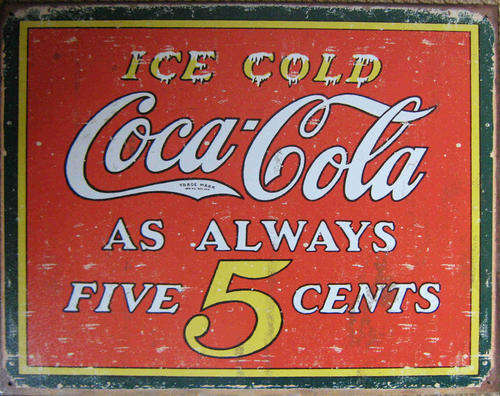 ICE COLD
Coca-Cola
TRADE MARK
AS ALWAYS
FIVE 5 CENTS